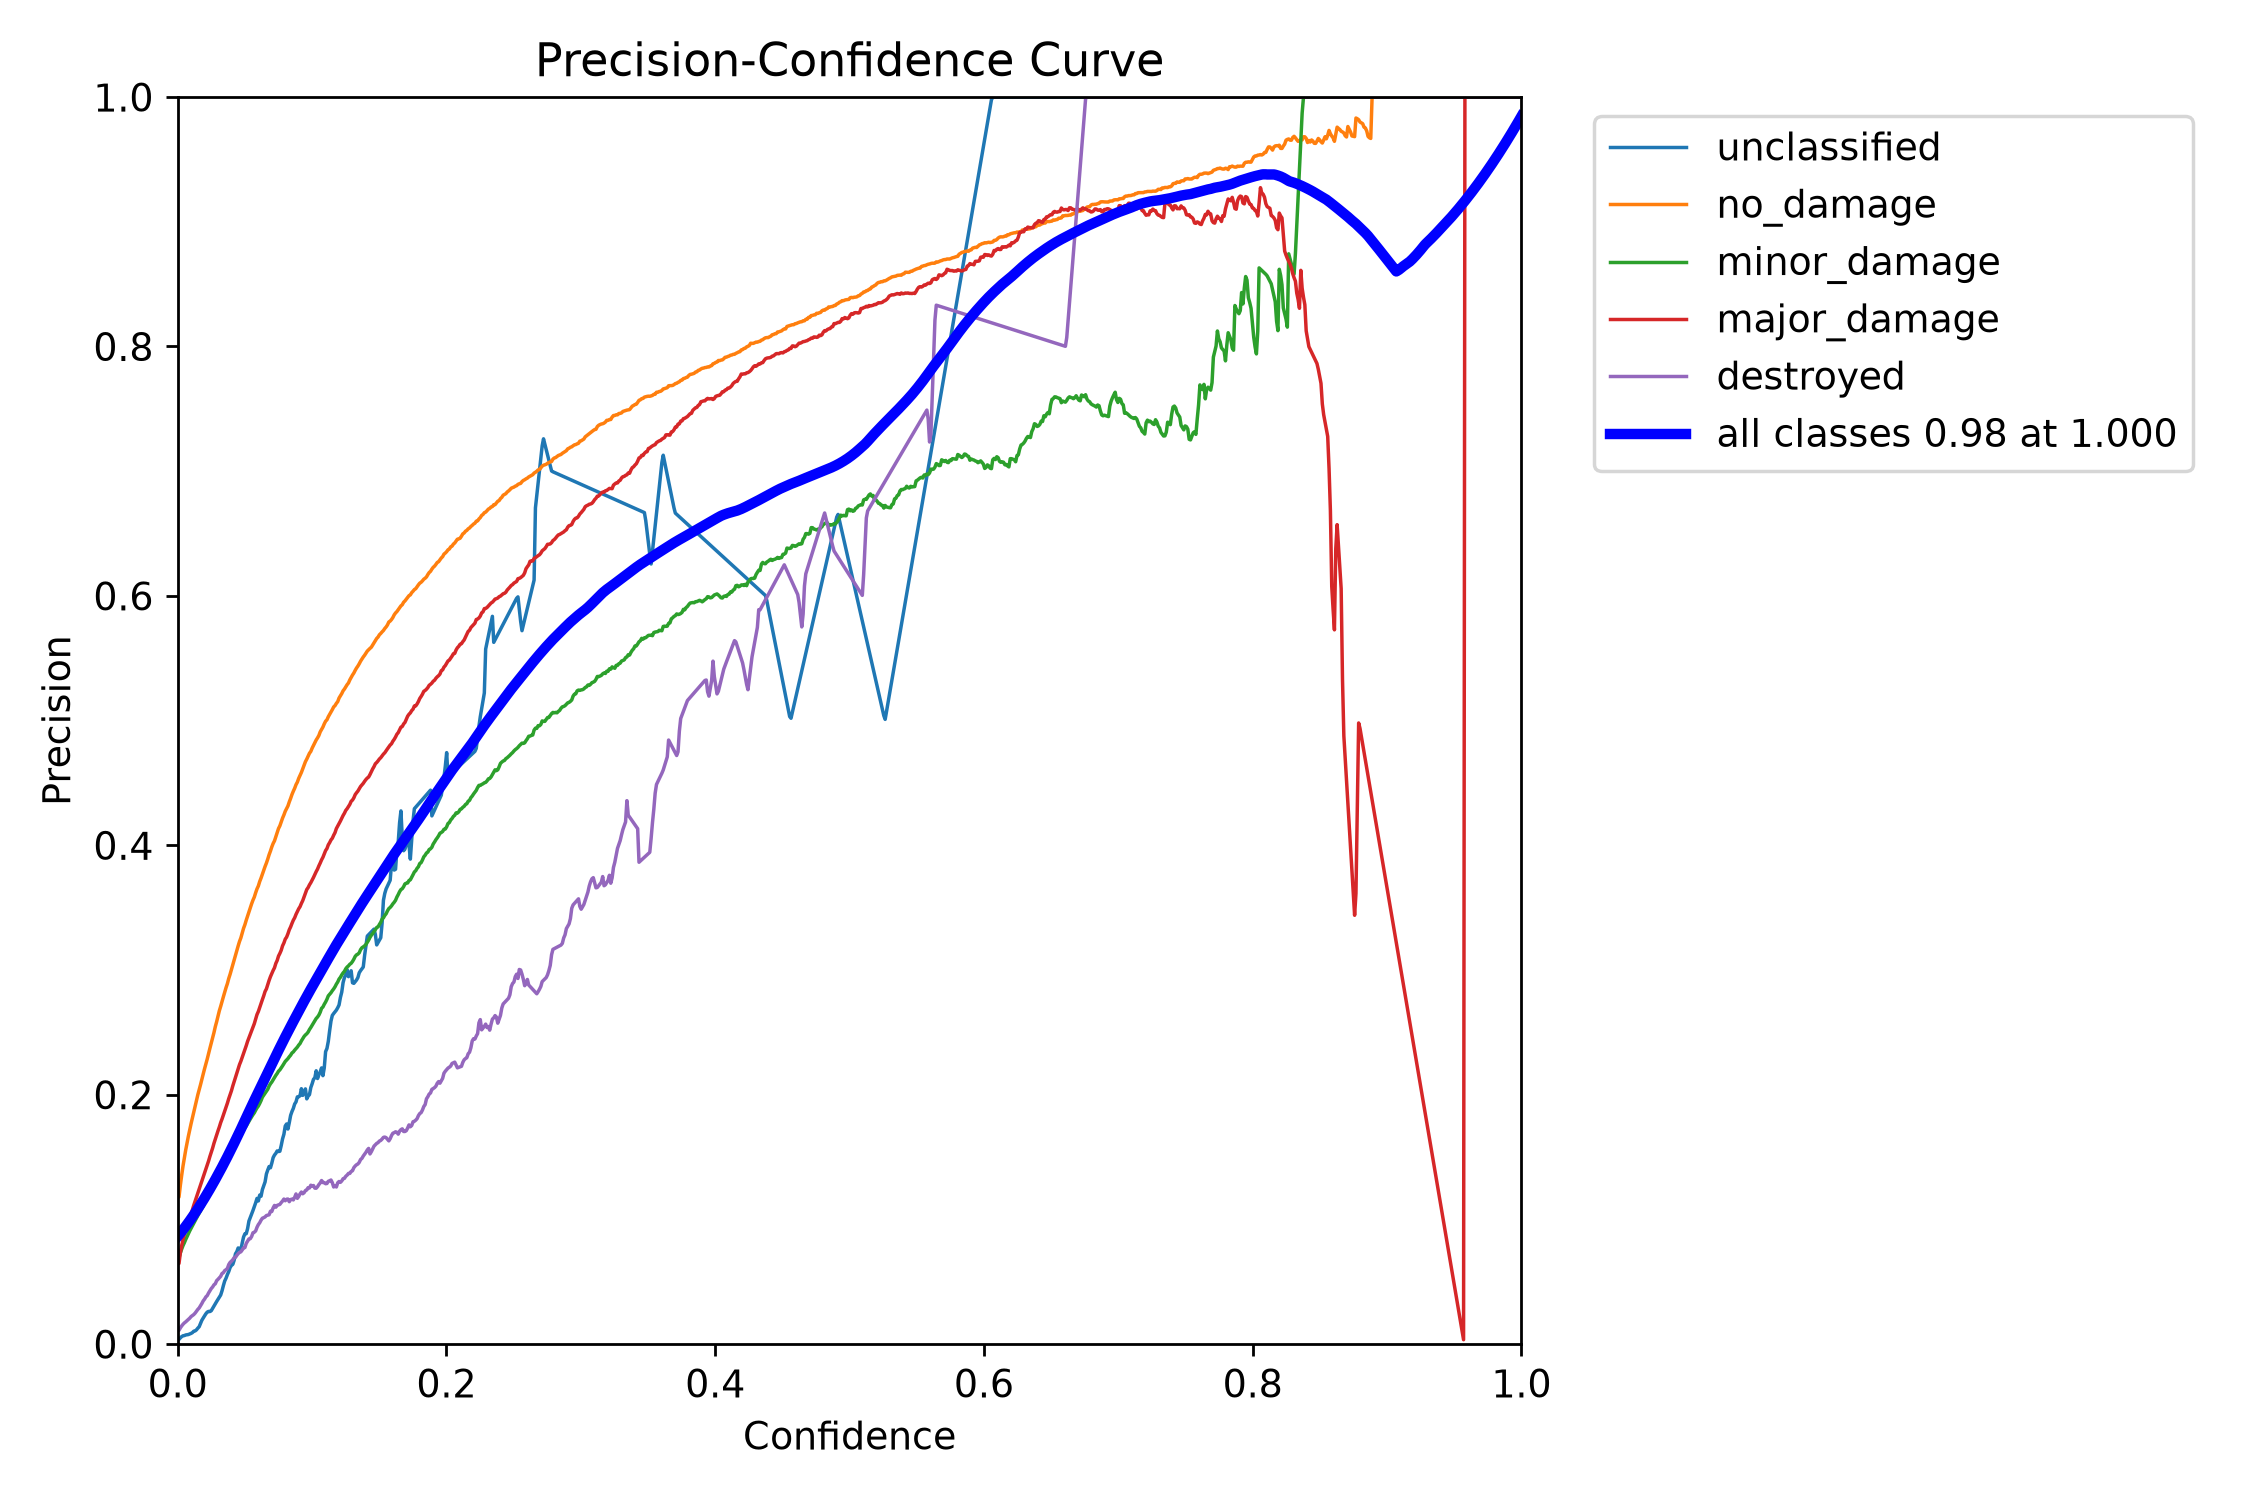 Precision-Confidence Curve
1.0
0.8
0.6
0.4
0.2
0.0
Precision
0.0 0.2 0.4 0.6 0.8 1.0
Confidence
unclassified
no_damage
minor_damage
major_damage
destroyed
all classes 0.98 at 1.000